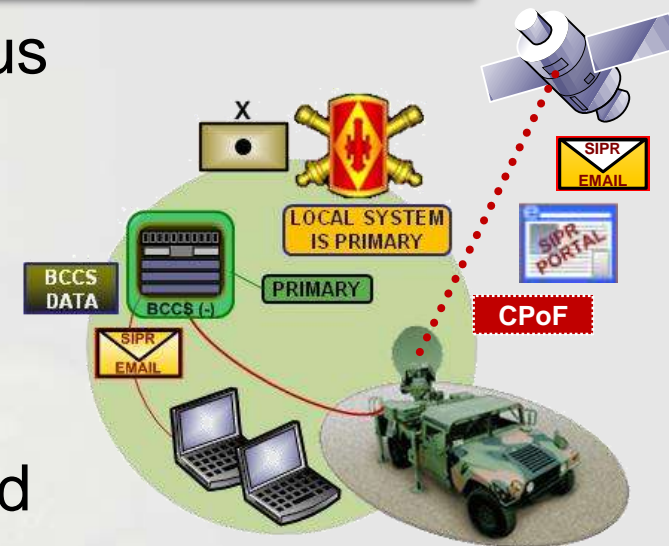 us
X
SIPR
EMAIL
LOCAL SYSTEM
IS PRIMARY
SIPR
PORTAL
BCCS
DATA
BCCS (-)
PRIMARY
CPoF
SIPR
EMAIL
d